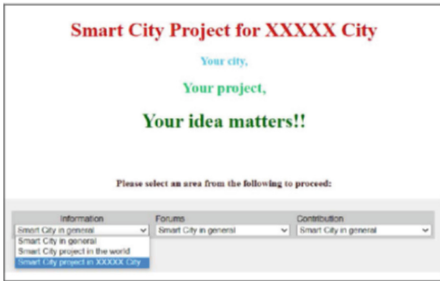 Smart City Project for XXXXX City
Your city,
Your project,
Your idea matters!!
Please select an area from the following to proceed:
Information Forums Contribution
Smart City in general Smart City in general Smart City in general
Smart City in general
Smart City project in the world
Smart City project in XXXXX City